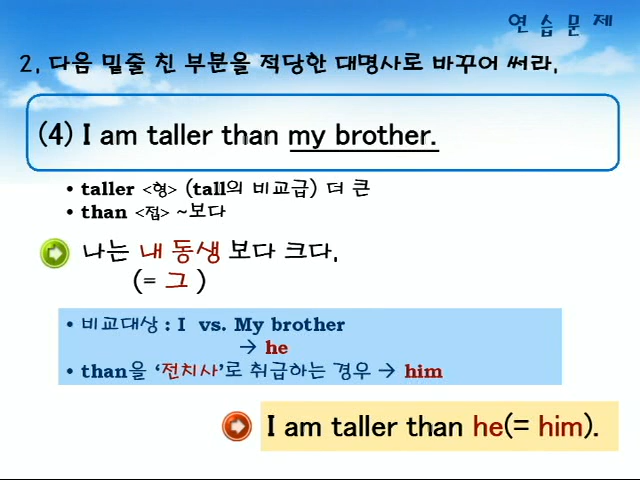 연 습 문 제
2. 다음 밑줄 친 부분을 적당한 대명사로 바꾸어 써라.
(4) I am taller than my brother.
• taller <형> (tall의 비교급) 더 큰
• than <접> ~보다
나는 내 동생 보다 크다.
(= 그 )
• 비교대상 : I vs. My brother
→ he
• than을 ‘전치사’로 취급하는 경우 → him
I am taller than he(= him).